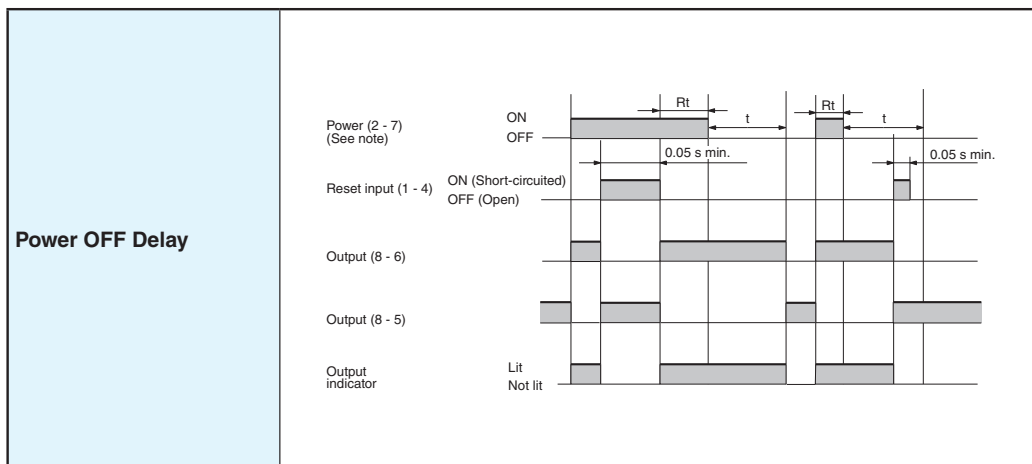 Power OFF Delay
Rt
Rt
Power (2 - 7)
(See note)
ON
OFF
t
t
0.05 s min.
0.05 s min.
Reset input (1 - 4)
ON (Short-circuited)
OFF (Open)
Output (8 - 6)
Output (8 - 5)
Output
indicator
Lit
Not lit